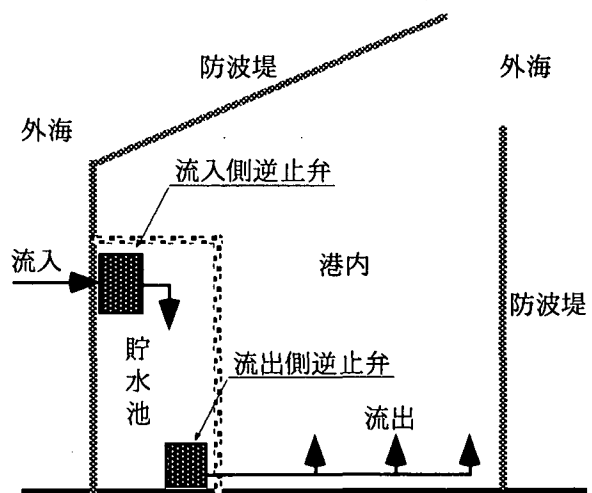 防波堤
外海
外海
流入側逆止弁
流入
港内
防波堤
貯水池
流出側逆止弁
流出